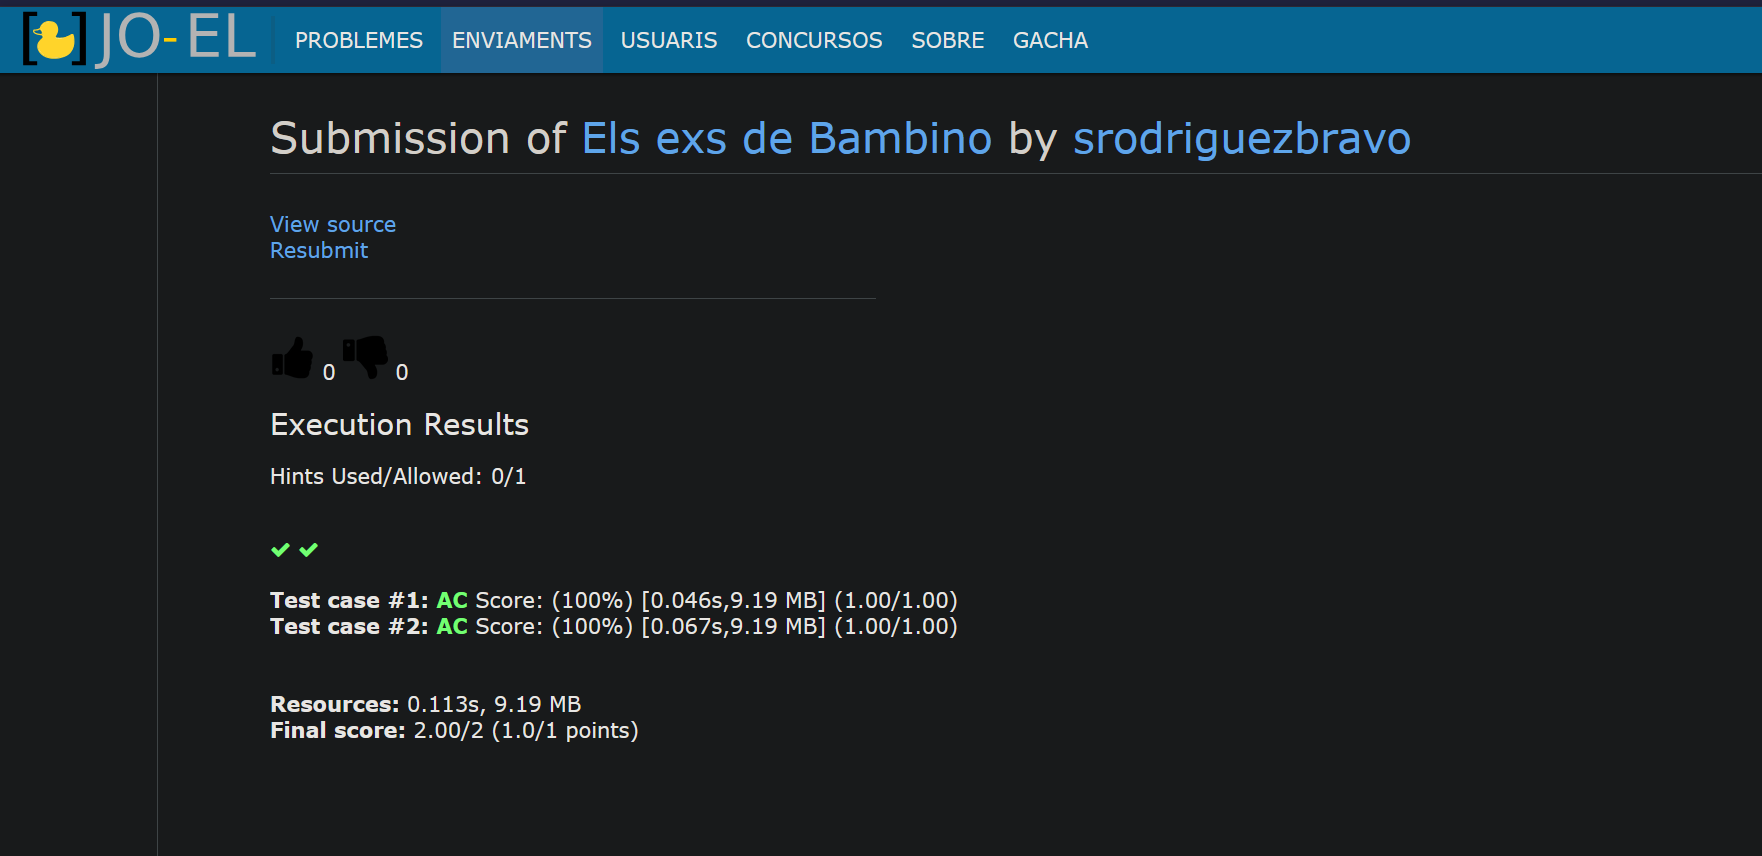 JO-EL PROBLEMES ENVIAMENTS USUARIS CONCURSOS SOBRE GACHA
Submission of Els exs de Bambino by srodriguezbravo
View source
Resubmit
0 0
Execution Results
Hints Used/Allowed: 0/1
Test case #1: AC Score: (100%) [0.046s,9.19 MB] (1.00/1.00)
Test case #2: AC Score: (100%) [0.067s,9.19 MB] (1.00/1.00)
Resources: 0.113s, 9.19 MB
Final score: 2.00/2 (1.0/1 points)